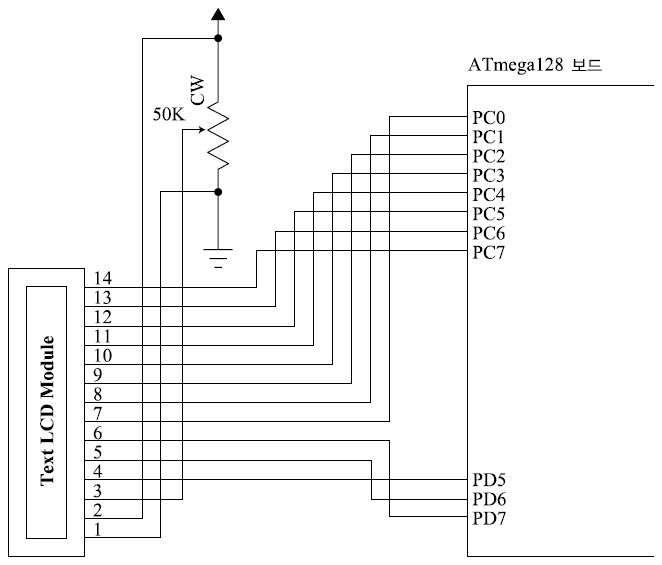 ATmega128 보드
CW
50K
PC0
PC1
PC2
PC3
PC4
PC5
PC6
PC7
14
13
12
11
10
9
8
7
6
5
4
3
2
1
Text LCD Module
PD5
PD6
PD7